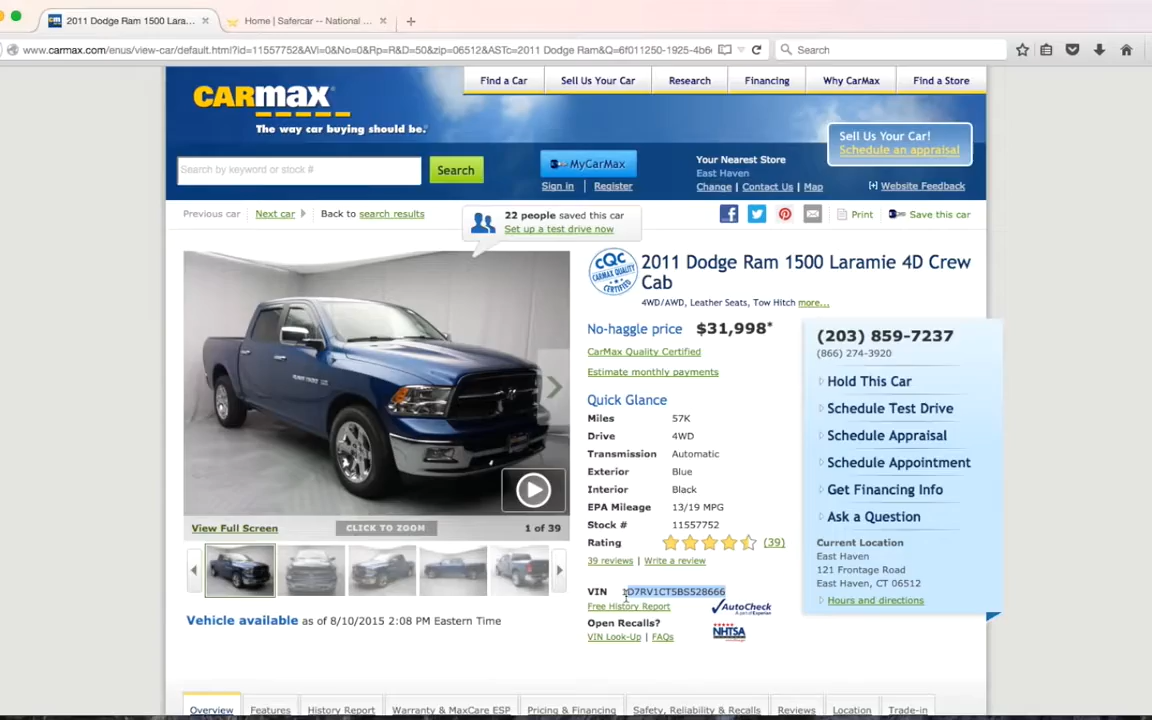 2011 Dodge Ram 1500 Lara...
Home | Safercar -- National ...
www.carmax.com/enus/view-car/default.html?id=11557752&AVi=0&No=0&Rp=R&D=50&zip=06512&ASTc=2011 Dodge Ram&Q=6f011250-1925-4b6
Search
Find a Car
Sell Us Your Car
Research
Financing
Why CarMax
Find a Store
CARMAX
The way car buying should be.
Sell Us Your Car!
Schedule an appraisal
Search by keyword or stock #
Search
MyCarMax
Sign in | Register
Your Nearest Store
East Haven
Change | Contact Us | Map
[+] Website Feedback
Previous car
Next car
Back to search results
22 people saved this car
Set up a test drive now
Print
Save this car
CQC
CARMAX QUALITY
CERTIFIED
2011 Dodge Ram 1500 Laramie 4D Crew
Cab
4WD/AWD, Leather Seats, Tow Hitch more...
No-haggle price $31,998*
CarMax Quality Certified
Estimate monthly payments
Quick Glance
Miles 57K
Drive 4WD
Transmission Automatic
Exterior Blue
Interior Black
EPA Mileage 13/19 MPG
Stock # 11557752
Rating (39)
39 reviews | Write a review
VIN 1D7RV1CT5BS528666
Free History Report
AutoCheck
A part of Experian
Open Recalls?
VIN Look-Up | FAQs
NHTSA
(203) 859-7237
(866) 274-3920
Hold This Car
Schedule Test Drive
Schedule Appraisal
Schedule Appointment
Get Financing Info
Ask a Question
Current Location
East Haven
121 Frontage Road
East Haven, CT 06512
Hours and directions
View Full Screen
CLICK TO ZOOM
1 of 39
Vehicle available as of 8/10/2015 2:08 PM Eastern Time
Overview
Features
History Report
Warranty & MaxCare ESP
Pricing & Financing
Safety, Reliability & Recalls
Reviews
Location
Trade-in